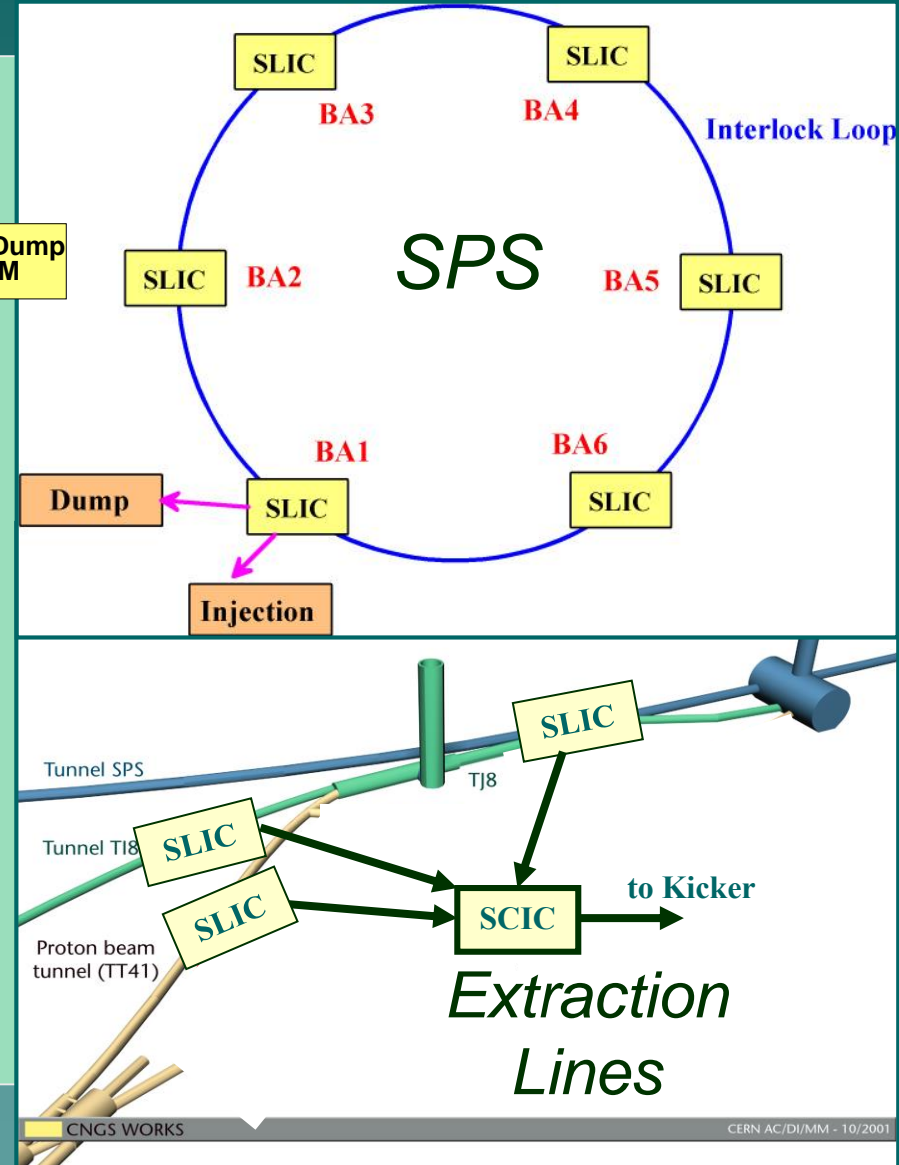 SLIC
SLIC
BA3
BA4
Interlock Loop
Dump
M
SPS
SLIC
BA2
BA5
SLIC
BA1
BA6
Dump
SLIC
SLIC
Injection
SLIC
Tunnel SPS
TJ8
SLIC
Tunnel TI8
to Kicker
SLIC
SCIC
Proton beam
tunnel (TT41)
Extraction
Lines
CNGS WORKS
CERN AC/DI/MM - 10/2001